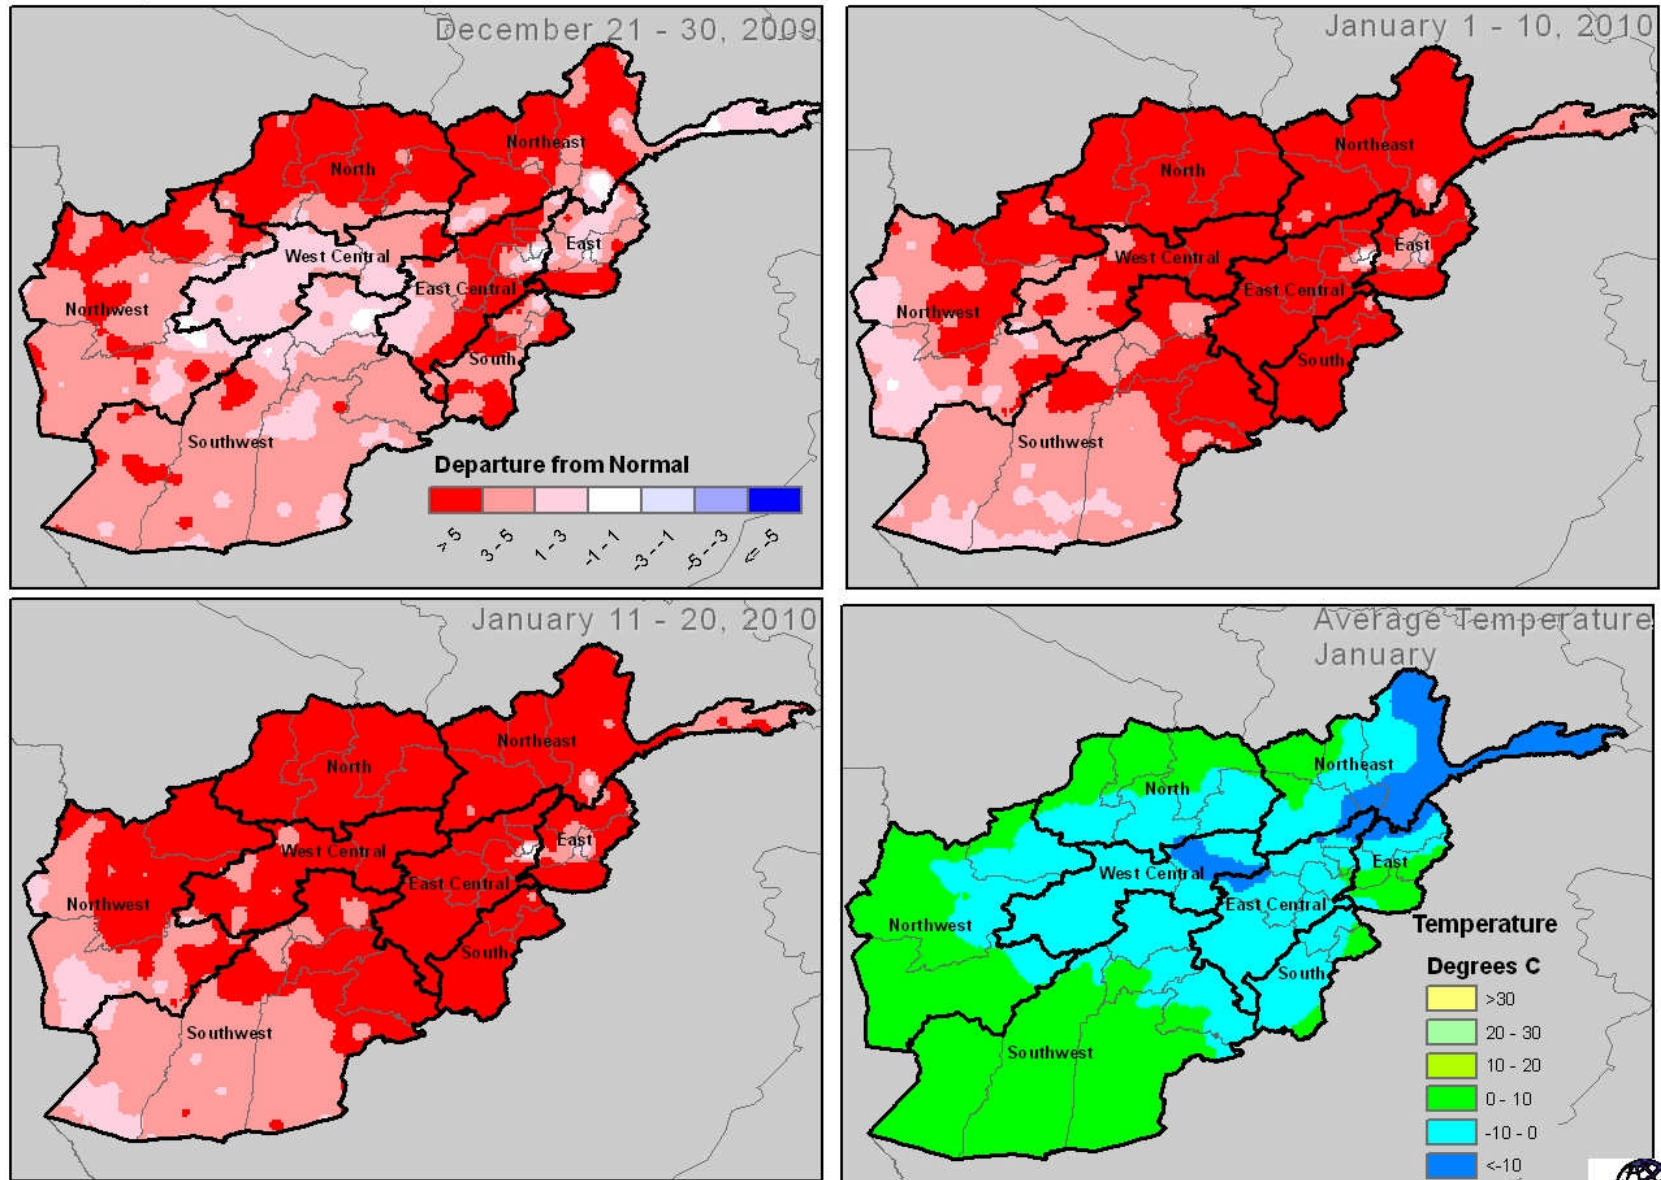 December 21 - 30, 2009
Northeast
North
East
West Central
East Central
Northwest
South
Southwest
Departure from Normal
> 5
3 - 5
1 - 3
-1 - 1
-3 - -1
-5 - -3
<= -5
January 1 - 10, 2010
Northeast
North
East
West Central
East Central
Northwest
South
Southwest
January 11 - 20, 2010
Northeast
North
East
West Central
East Central
Northwest
South
Southwest
Average Temperature
January
Northeast
North
East
West Central
East Central
Northwest
South
Southwest
Temperature
Degrees C
>30
20 - 30
10 - 20
0 - 10
-10 - 0
<-10